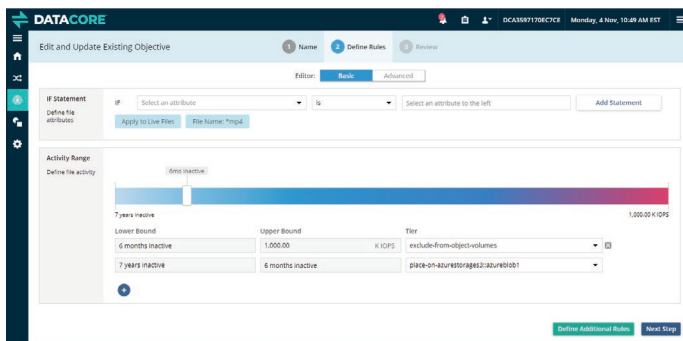 DATACORE
DCA3597170EC7CE Monday, 4 Nov, 10:49 AM EST
Edit and Update Existing Objective 1 Name 2 Define Rules 3 Review
Editor: Basic Advanced
IF Statement
Define file
attributes
IF Select an attribute is Select an attribute to the left Add Statement
Apply to Live Files File Name: *mp4
Activity Range
Define file activity
6mo inactive
7 years inactive 1,000.00 K IOPS
Lower Bound Upper Bound Tier
6 months inactive 1,000.00 K IOPS exclude-from-object-volumes
7 years inactive 6 months inactive place-on-azurestorages3::azureblob1
Define Additional Rules Next Step